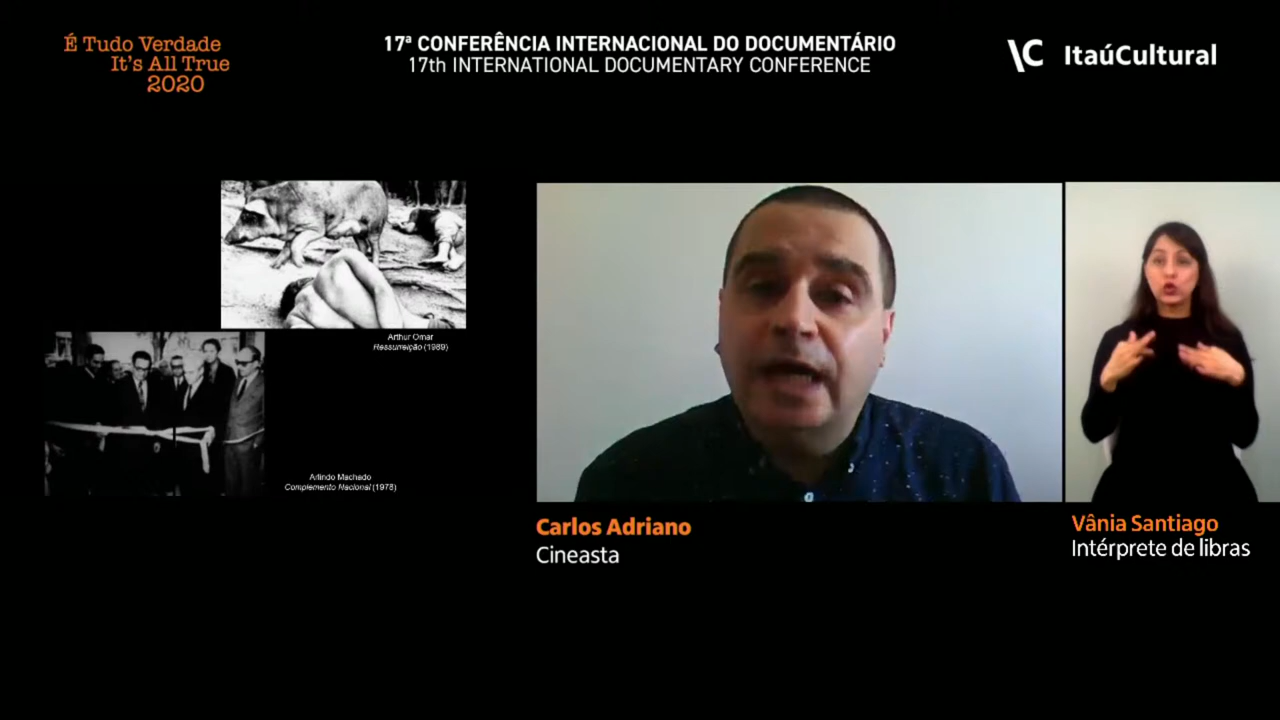 É Tudo Verdade
It's All True
2020
17ª CONFERÊNCIA INTERNACIONAL DO DOCUMENTÁRIO
17th INTERNATIONAL DOCUMENTARY CONFERENCE
\C ItaúCultural
Arthur Omar
Ressurreição (1989)
Arlindo Machado
Complemento Nacional (1978)
Carlos Adriano
Cineasta
Vânia Santiago
Intérprete de libras